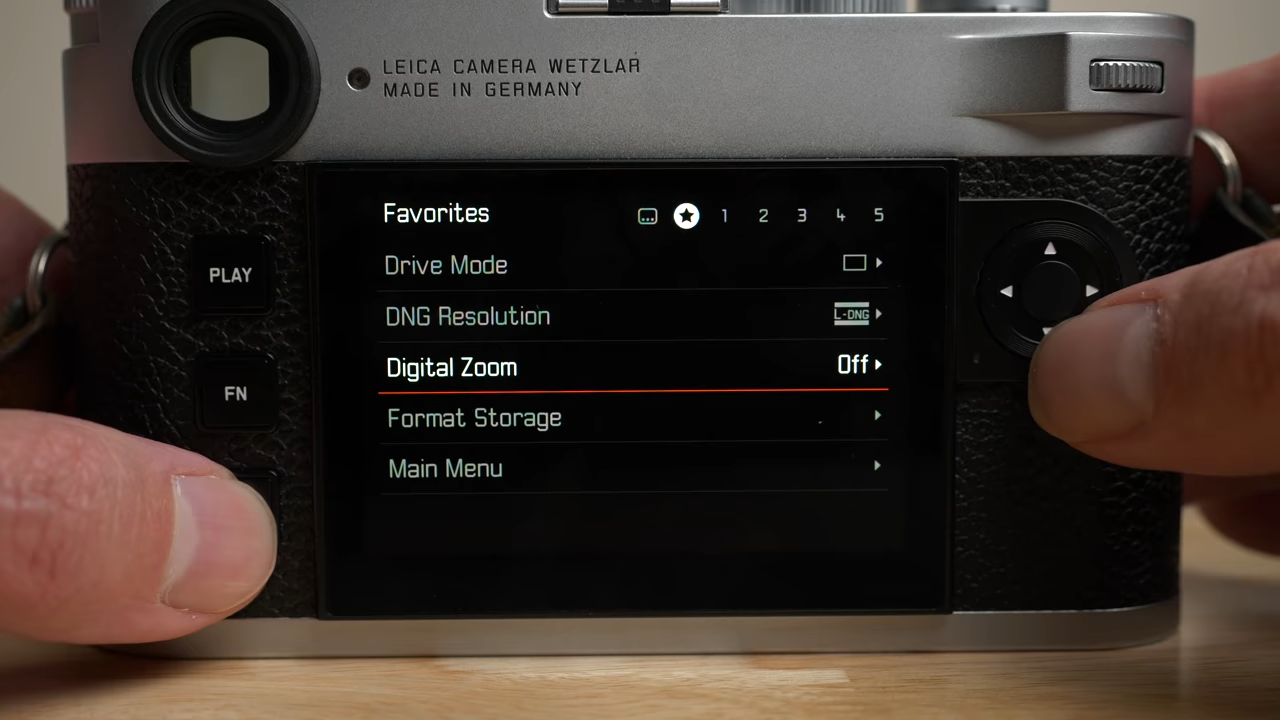 LEICA CAMERA WETZLAR
MADE IN GERMANY
Favorites 1 2 3 4 5
PLAY
Drive Mode
DNG Resolution L-DNG
Digital Zoom Off
FN
Format Storage
Main Menu